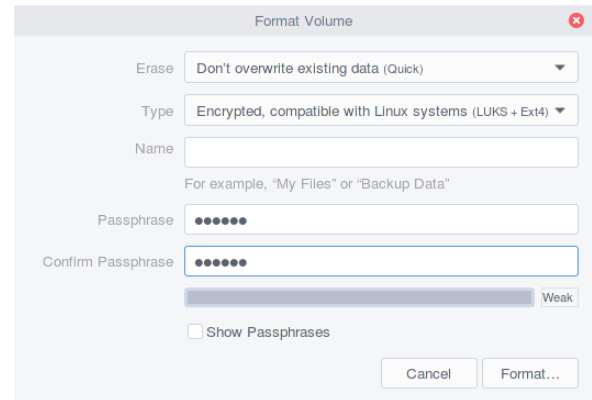 Format Volume
Erase Don't overwrite existing data (Quick)
Type Encrypted, compatible with Linux systems (LUKS + Ext4)
Name
For example, “My Files” or “Backup Data”
Passphrase ●●●●●●
Confirm Passphrase ●●●●●●
Weak
Show Passphrases
Cancel Format…